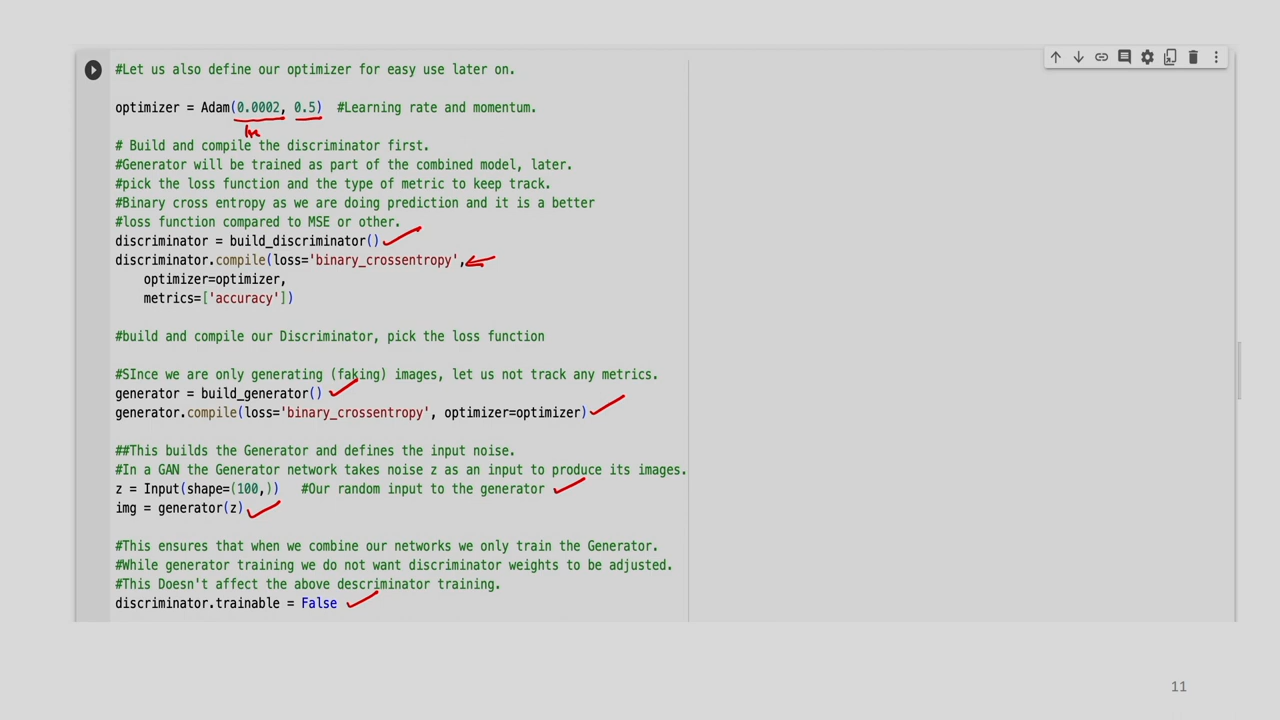 #Let us also define our optimizer for easy use later on.
optimizer = Adam(0.0002, 0.5)  #Learning rate and momentum.
lr
# Build and compile the discriminator first.
#Generator will be trained as part of the combined model, later.
#pick the loss function and the type of metric to keep track.
#Binary cross entropy as we are doing prediction and it is a better
#loss function compared to MSE or other.
discriminator = build_discriminator()
discriminator.compile(loss='binary_crossentropy',
    optimizer=optimizer,
    metrics=['accuracy'])
#build and compile our Discriminator, pick the loss function
#SInce we are only generating (faking) images, let us not track any metrics.
generator = build_generator()
generator.compile(loss='binary_crossentropy', optimizer=optimizer)
##This builds the Generator and defines the input noise.
#In a GAN the Generator network takes noise z as an input to produce its images.
z = Input(shape=(100,))   #Our random input to the generator
img = generator(z)
#This ensures that when we combine our networks we only train the Generator.
#While generator training we do not want discriminator weights to be adjusted.
#This Doesn't affect the above descriminator training.
discriminator.trainable = False
11